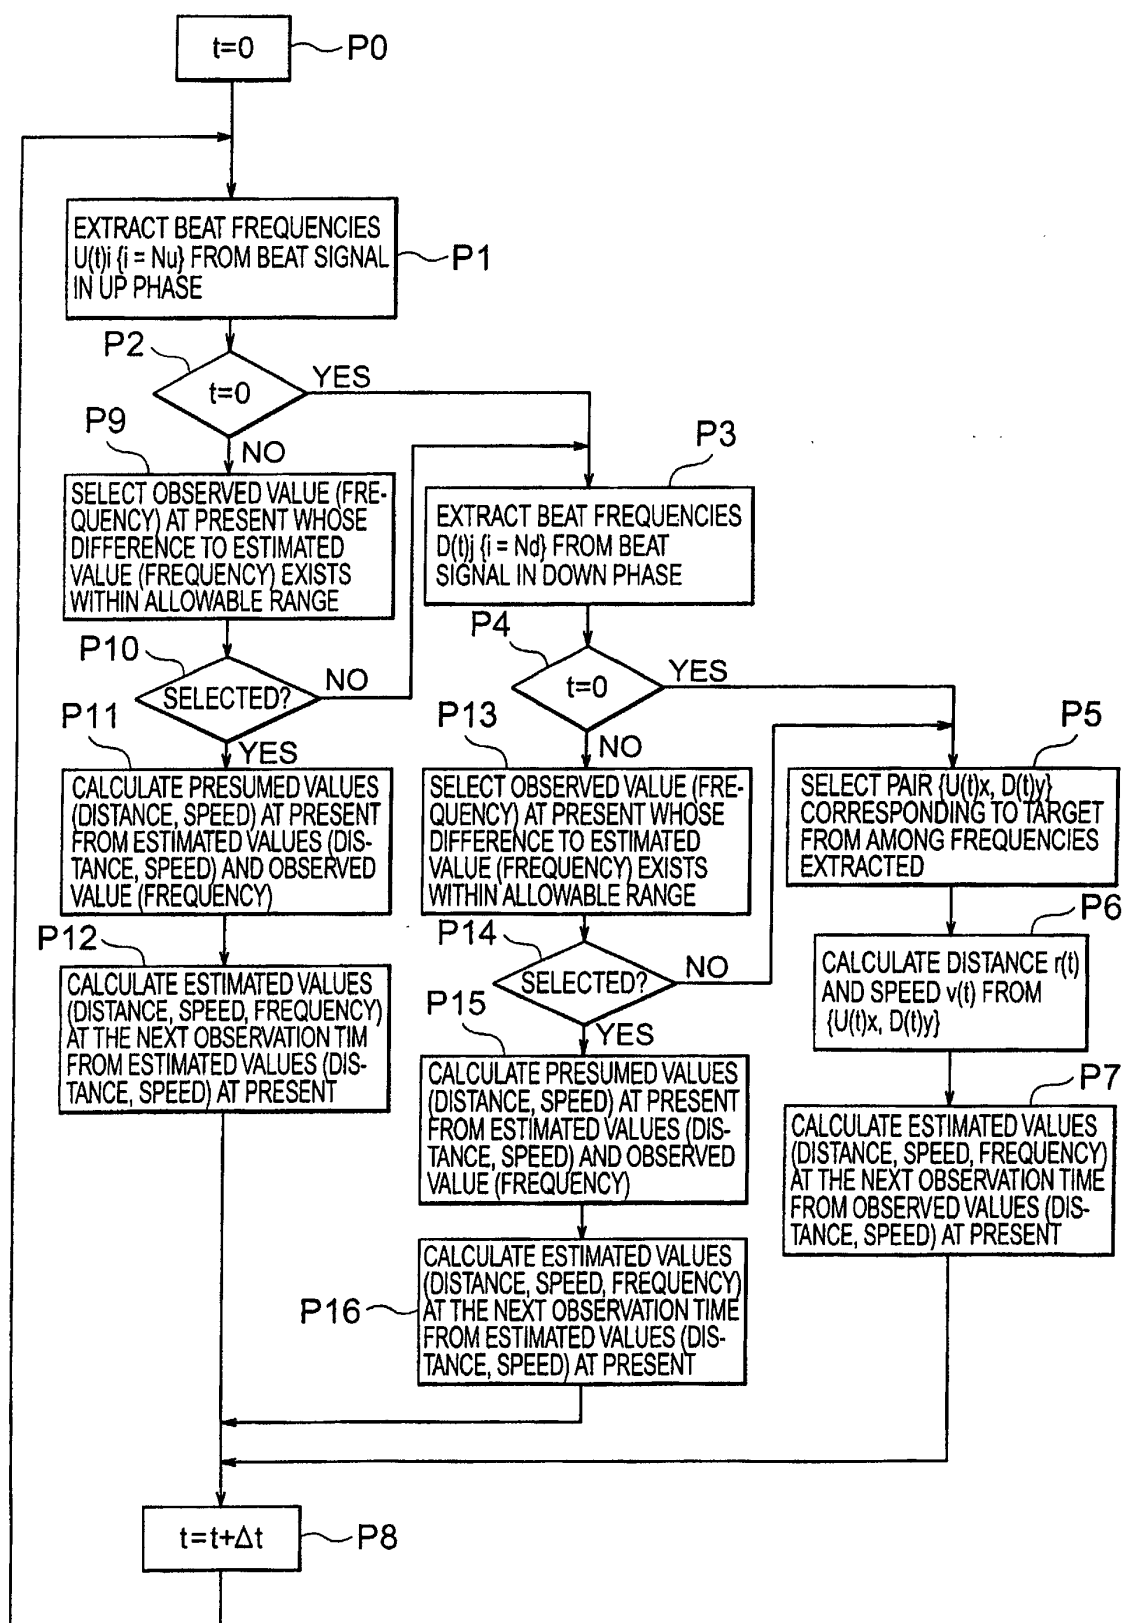 t=0
P0
EXTRACT BEAT FREQUENCIES
U(t)i {i = Nu} FROM BEAT SIGNAL
IN UP PHASE
P1
P2
t=0
YES
NO
P9
SELECT OBSERVED VALUE (FRE-
QUENCY) AT PRESENT WHOSE
DIFFERENCE TO ESTIMATED
VALUE (FREQUENCY) EXISTS
WITHIN ALLOWABLE RANGE
P3
EXTRACT BEAT FREQUENCIES
D(t)j {i = Nd} FROM BEAT
SIGNAL IN DOWN PHASE
P10
SELECTED?
NO
YES
P4
t=0
YES
NO
P11
CALCULATE PRESUMED VALUES
(DISTANCE, SPEED) AT PRESENT
FROM ESTIMATED VALUES (DIS-
TANCE, SPEED) AND OBSERVED
VALUE (FREQUENCY)
P13
SELECT OBSERVED VALUE (FRE-
QUENCY) AT PRESENT WHOSE
DIFFERENCE TO ESTIMATED
VALUE (FREQUENCY) EXISTS
WITHIN ALLOWABLE RANGE
P5
SELECT PAIR {U(t)x, D(t)y}
CORRESPONDING TO TARGET
FROM AMONG FREQUENCIES
EXTRACTED
P12
CALCULATE ESTIMATED VALUES
(DISTANCE, SPEED, FREQUENCY)
AT THE NEXT OBSERVATION TIM
FROM ESTIMATED VALUES (DIS-
TANCE, SPEED) AT PRESENT
P14
SELECTED?
NO
YES
P6
CALCULATE DISTANCE r(t)
AND SPEED v(t) FROM
{U(t)x, D(t)y}
P15
CALCULATE PRESUMED VALUES
(DISTANCE, SPEED) AT PRESENT
FROM ESTIMATED VALUES (DIS-
TANCE, SPEED) AND OBSERVED
VALUE (FREQUENCY)
P7
CALCULATE ESTIMATED VALUES
(DISTANCE, SPEED, FREQUENCY)
AT THE NEXT OBSERVATION TIME
FROM OBSERVED VALUES (DIS-
TANCE, SPEED) AT PRESENT
P16
CALCULATE ESTIMATED VALUES
(DISTANCE, SPEED, FREQUENCY)
AT THE NEXT OBSERVATION TIME
FROM ESTIMATED VALUES (DIS-
TANCE, SPEED) AT PRESENT
t=t+Δt
P8